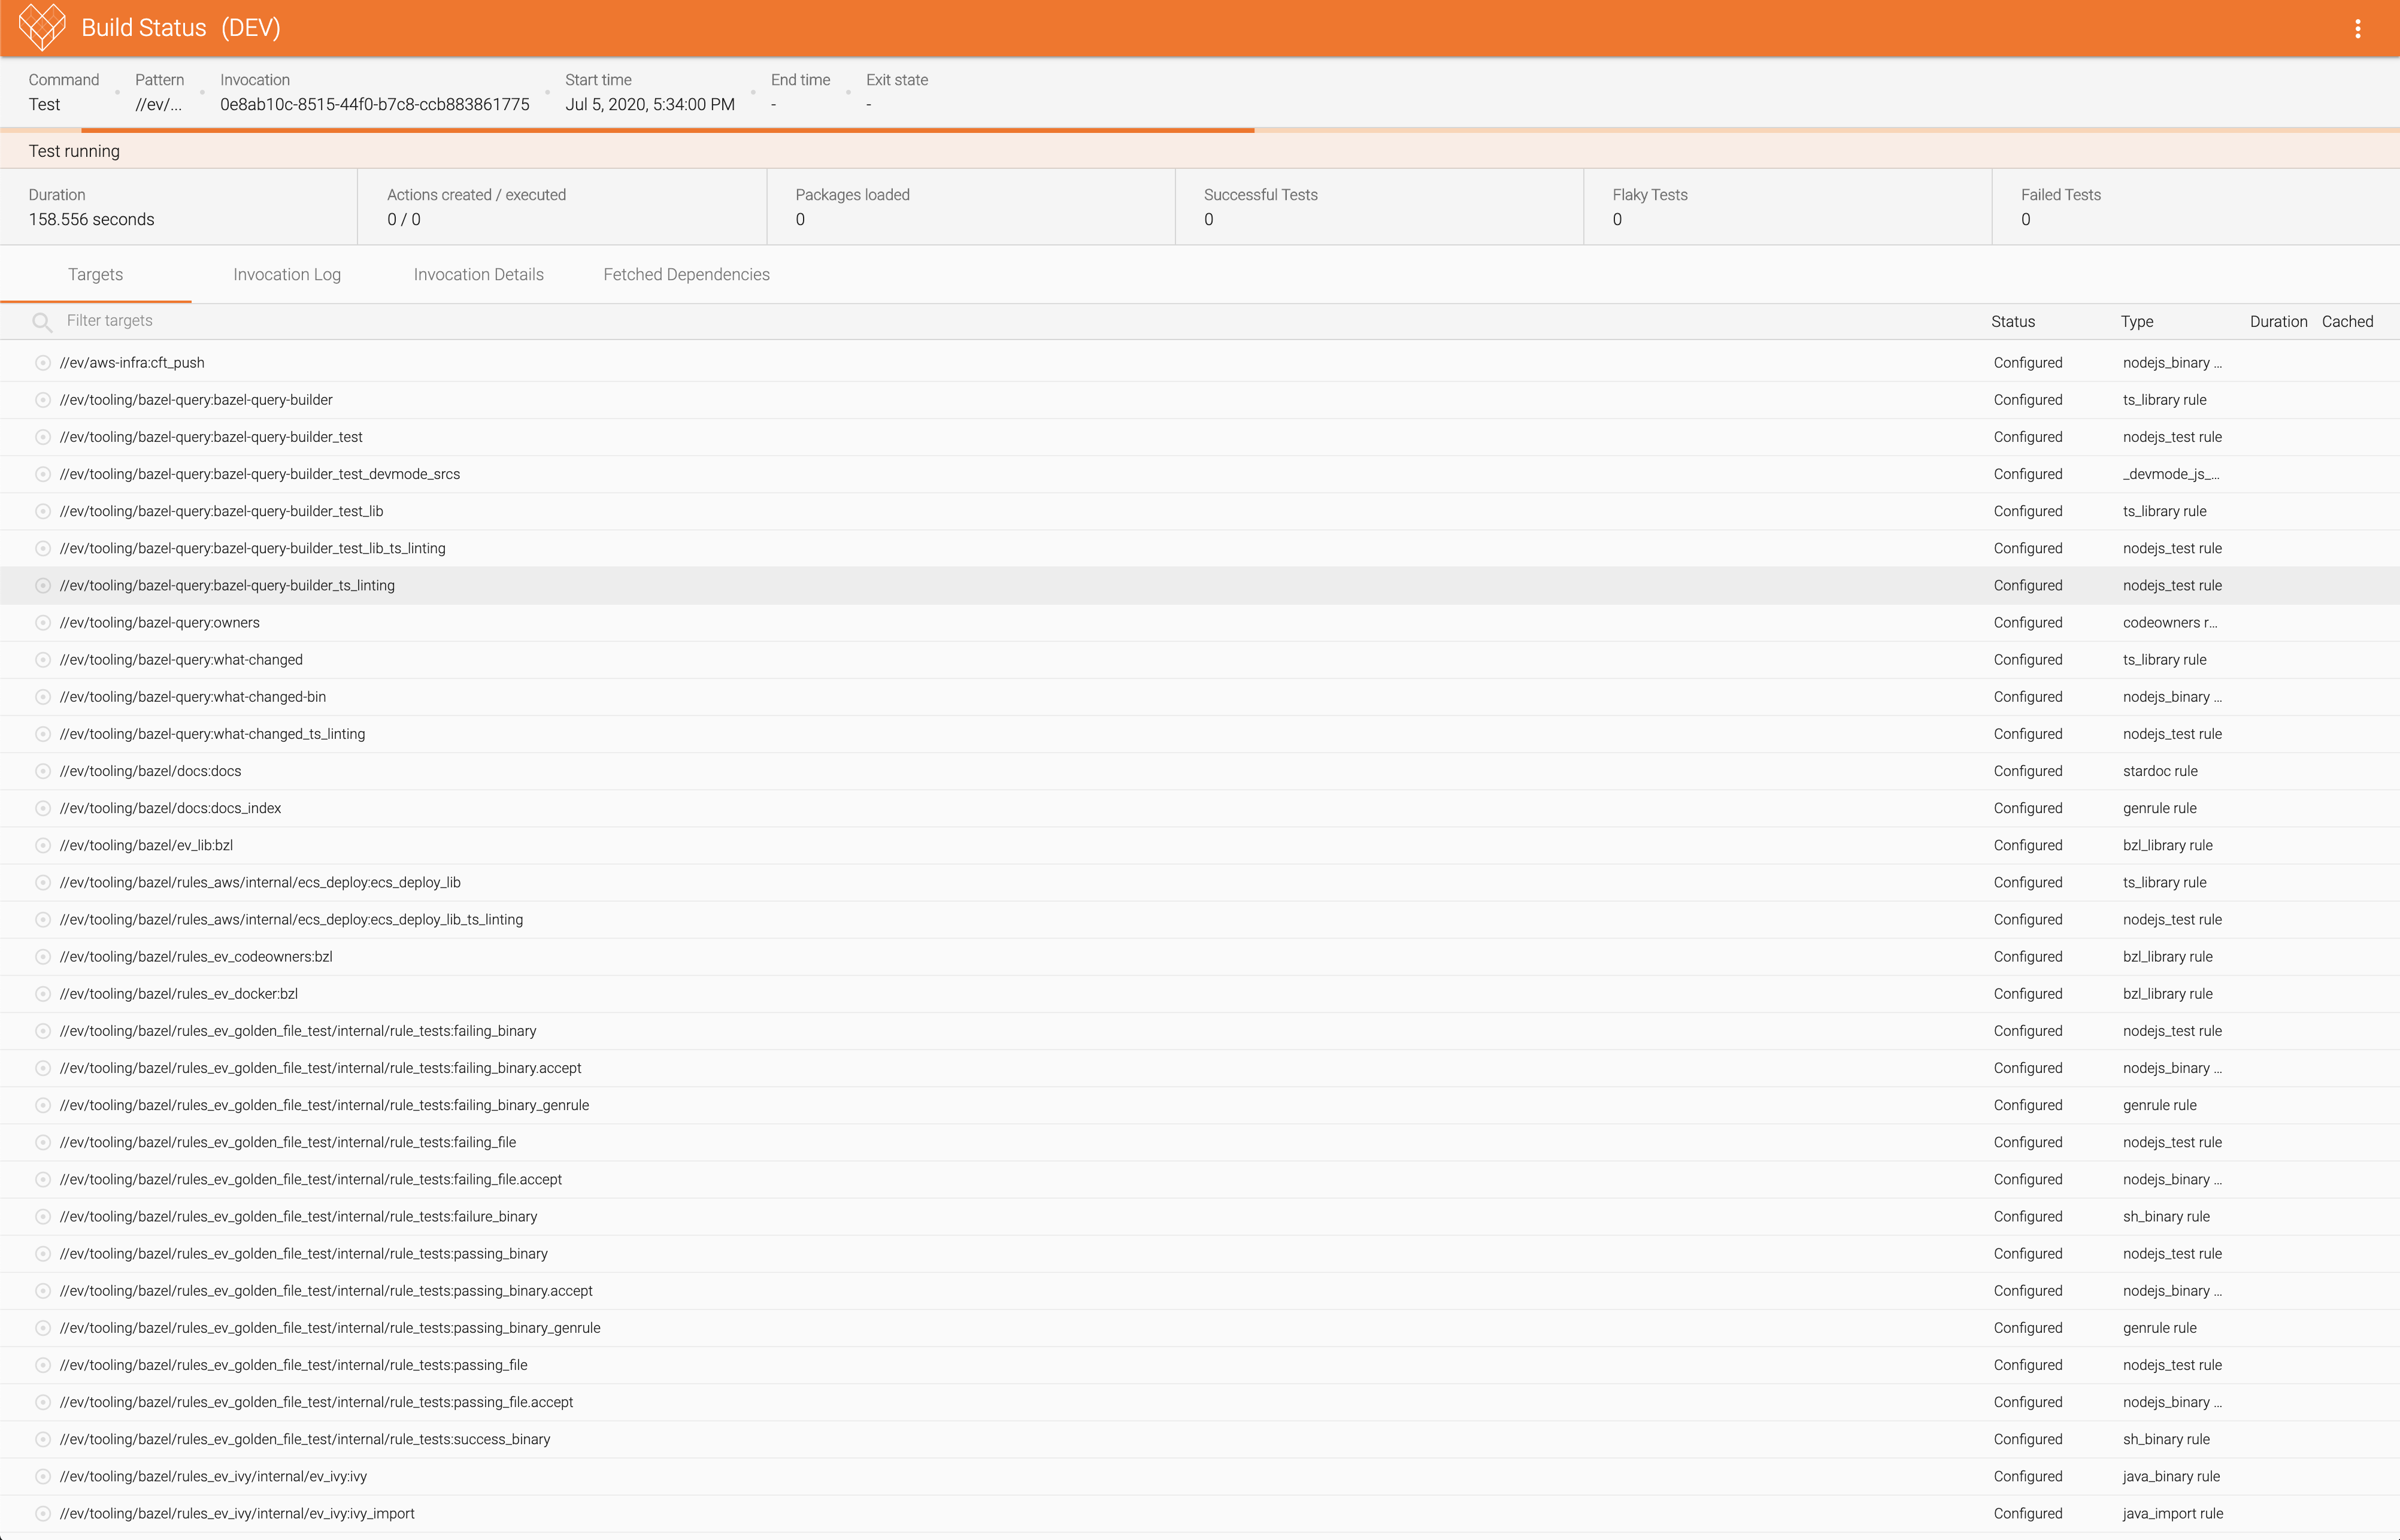 Build Status (DEV)
Command Pattern Invocation Start time End time Exit state
Test //ev/... 0e8ab10c-8515-44f0-b7c8-ccb883861775 Jul 5, 2020, 5:34:00 PM - -
Test running
Duration Actions created / executed Packages loaded Successful Tests Flaky Tests Failed Tests
158.556 seconds 0 / 0 0 0 0 0
Targets Invocation Log Invocation Details Fetched Dependencies
Filter targets Status Type Duration Cached
//ev/aws-infra:cft_push Configured nodejs_binary ...
//ev/tooling/bazel-query:bazel-query-builder Configured ts_library rule
//ev/tooling/bazel-query:bazel-query-builder_test Configured nodejs_test rule
//ev/tooling/bazel-query:bazel-query-builder_test_devmode_srcs Configured _devmode_js_...
//ev/tooling/bazel-query:bazel-query-builder_test_lib Configured ts_library rule
//ev/tooling/bazel-query:bazel-query-builder_test_lib_ts_linting Configured nodejs_test rule
//ev/tooling/bazel-query:bazel-query-builder_ts_linting Configured nodejs_test rule
//ev/tooling/bazel-query:owners Configured codeowners r...
//ev/tooling/bazel-query:what-changed Configured ts_library rule
//ev/tooling/bazel-query:what-changed-bin Configured nodejs_binary ...
//ev/tooling/bazel-query:what-changed_ts_linting Configured nodejs_test rule
//ev/tooling/bazel/docs:docs Configured stardoc rule
//ev/tooling/bazel/docs:docs_index Configured genrule rule
//ev/tooling/bazel/ev_lib:bzl Configured bzl_library rule
//ev/tooling/bazel/rules_aws/internal/ecs_deploy:ecs_deploy_lib Configured ts_library rule
//ev/tooling/bazel/rules_aws/internal/ecs_deploy:ecs_deploy_lib_ts_linting Configured nodejs_test rule
//ev/tooling/bazel/rules_ev_codeowners:bzl Configured bzl_library rule
//ev/tooling/bazel/rules_ev_docker:bzl Configured bzl_library rule
//ev/tooling/bazel/rules_ev_golden_file_test/internal/rule_tests:failing_binary Configured nodejs_test rule
//ev/tooling/bazel/rules_ev_golden_file_test/internal/rule_tests:failing_binary.accept Configured nodejs_binary ...
//ev/tooling/bazel/rules_ev_golden_file_test/internal/rule_tests:failing_binary_genrule Configured genrule rule
//ev/tooling/bazel/rules_ev_golden_file_test/internal/rule_tests:failing_file Configured nodejs_test rule
//ev/tooling/bazel/rules_ev_golden_file_test/internal/rule_tests:failing_file.accept Configured nodejs_binary ...
//ev/tooling/bazel/rules_ev_golden_file_test/internal/rule_tests:failure_binary Configured sh_binary rule
//ev/tooling/bazel/rules_ev_golden_file_test/internal/rule_tests:passing_binary Configured nodejs_test rule
//ev/tooling/bazel/rules_ev_golden_file_test/internal/rule_tests:passing_binary.accept Configured nodejs_binary ...
//ev/tooling/bazel/rules_ev_golden_file_test/internal/rule_tests:passing_binary_genrule Configured genrule rule
//ev/tooling/bazel/rules_ev_golden_file_test/internal/rule_tests:passing_file Configured nodejs_test rule
//ev/tooling/bazel/rules_ev_golden_file_test/internal/rule_tests:passing_file.accept Configured nodejs_binary ...
//ev/tooling/bazel/rules_ev_golden_file_test/internal/rule_tests:success_binary Configured sh_binary rule
//ev/tooling/bazel/rules_ev_ivy/internal/ev_ivy:ivy Configured java_binary rule
//ev/tooling/bazel/rules_ev_ivy/internal/ev_ivy:ivy_import Configured java_import rule